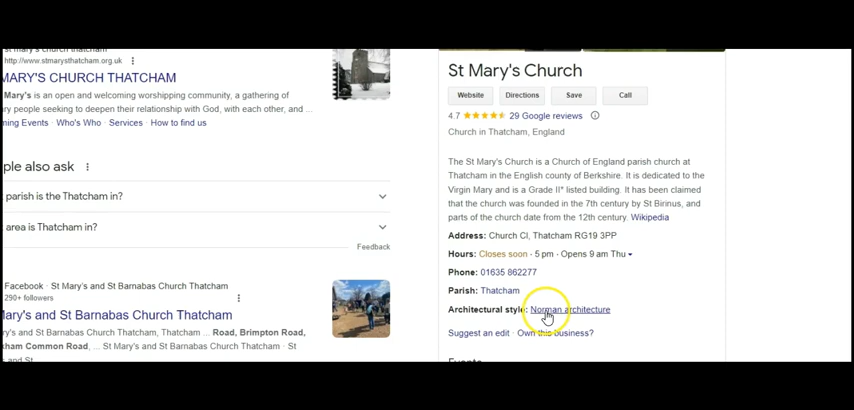 st mary's church thatcham
http://www.stmarysthatcham.org.uk
MARY'S CHURCH THATCHAM
Mary's is an open and welcoming worshipping community, a gathering of
ry people seeking to deepen their relationship with God, with each other, and ...
ming Events · Who's Who · Services · How to find us
ple also ask
parish is the Thatcham in?
area is Thatcham in?
Feedback
Facebook · St Mary's and St Barnabas Church Thatcham
290+ followers
Mary's and St Barnabas Church Thatcham
ary's and St Barnabas Church Thatcham, Thatcham ... Road, Brimpton Road,
ham Common Road, ... St Mary's and St Barnabas Church Thatcham · St
s and St
St Mary's Church
Website Directions Save Call
4.7 29 Google reviews
Church in Thatcham, England
The St Mary's Church is a Church of England parish church at
Thatcham in the English county of Berkshire. It is dedicated to the
Virgin Mary and is a Grade II* listed building. It has been claimed
that the church was founded in the 7th century by St Birinus, and
parts of the church date from the 12th century. Wikipedia
Address: Church Cl, Thatcham RG19 3PP
Hours: Closes soon · 5 pm · Opens 9 am Thu
Phone: 01635 862277
Parish: Thatcham
Architectural style: Norman architecture
Suggest an edit · Own this business?
Events